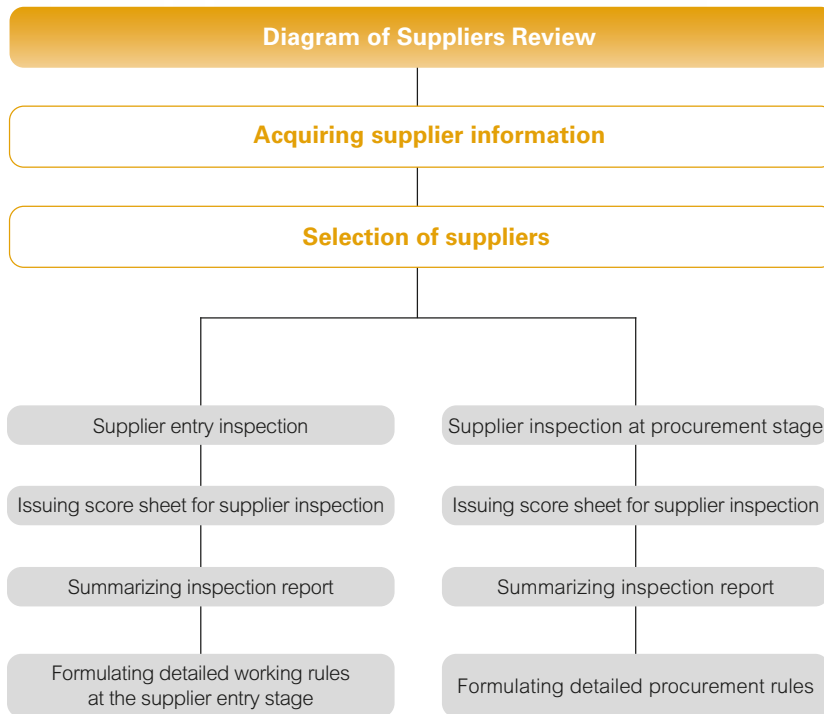 Diagram of Suppliers Review
Acquiring supplier information
Selection of suppliers
Supplier entry inspection
Issuing score sheet for supplier inspection
Summarizing inspection report
Formulating detailed working rules
at the supplier entry stage
Supplier inspection at procurement stage
Issuing score sheet for supplier inspection
Summarizing inspection report
Formulating detailed procurement rules